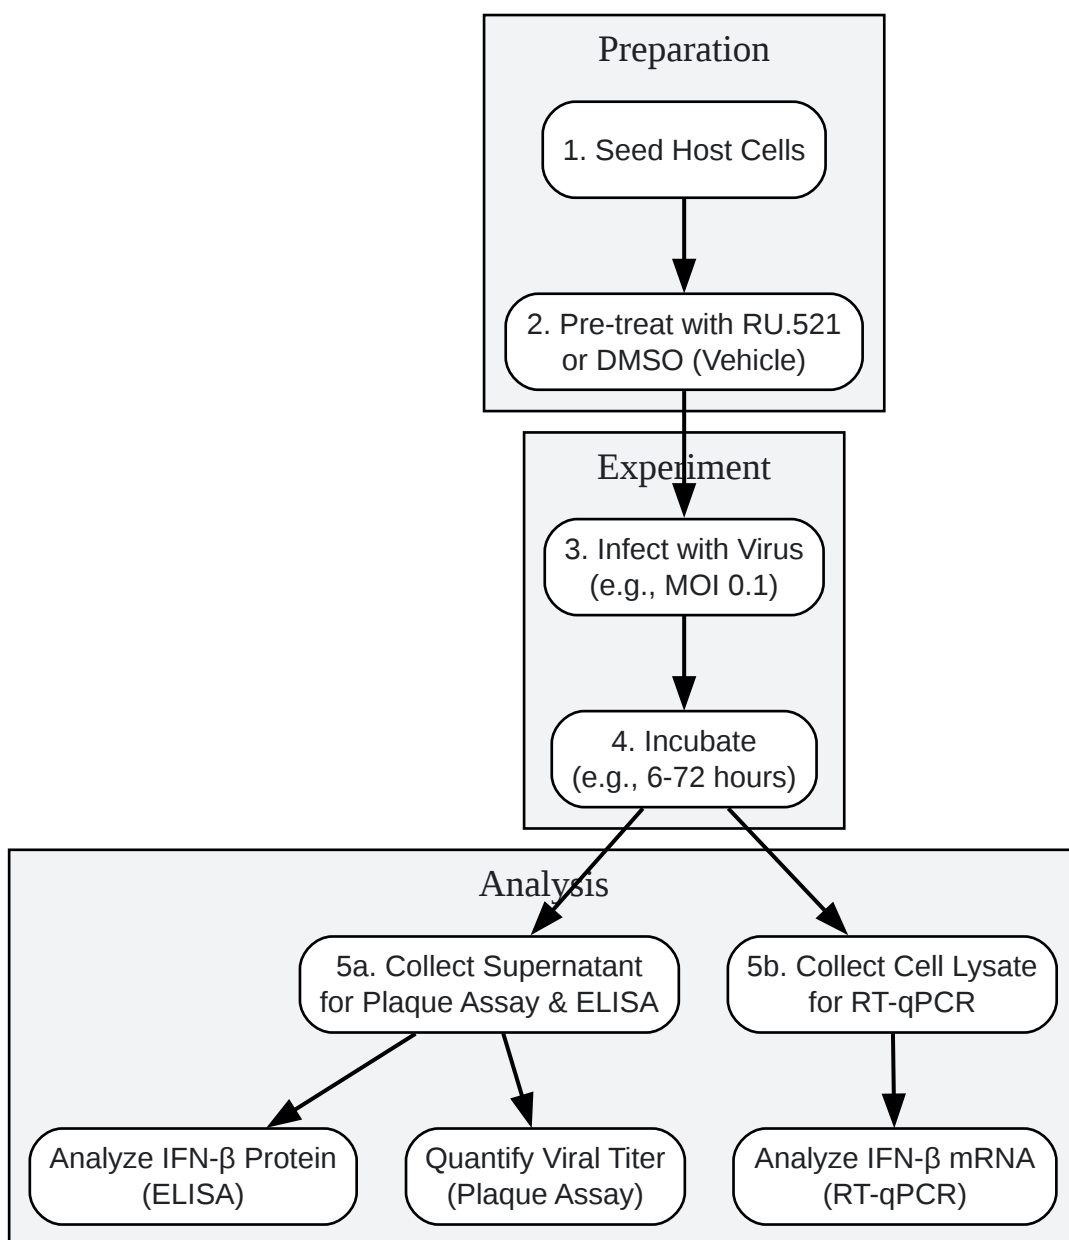 Preparation
1. Seed Host Cells
2. Pre-treat with RU.521
or DMSO (Vehicle)
Experiment
3. Infect with Virus
(e.g., MOI 0.1)
4. Incubate
(e.g., 6-72 hours)
Analysis
5a. Collect Supernatant
for Plaque Assay & ELISA
5b. Collect Cell Lysate
for RT-qPCR
Analyze IFN-β Protein
(ELISA)
Quantify Viral Titer
(Plaque Assay)
Analyze IFN-β mRNA
(RT-qPCR)